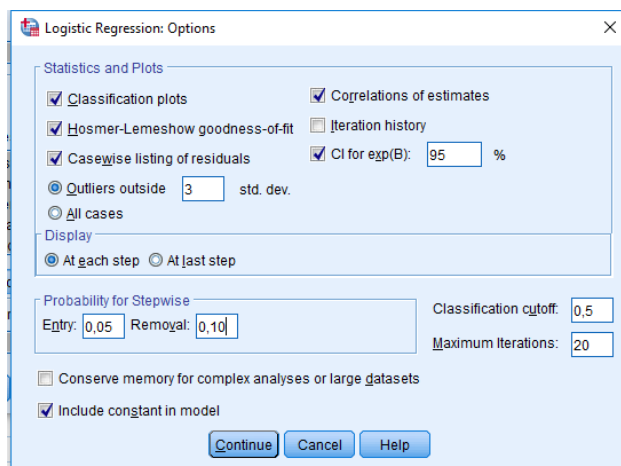 Logistic Regression: Options
Statistics and Plots
Classification plots
Correlations of estimates
Hosmer-Lemeshow goodness-of-fit
Iteration history
Casewise listing of residuals
CI for exp(B): 95 %
Outliers outside 3 std. dev.
All cases
Display
At each step At last step
Probability for Stepwise
Entry: 0,05 Removal: 0,10
Classification cutoff: 0,5
Maximum Iterations: 20
Conserve memory for complex analyses or large datasets
Include constant in model
Continue Cancel Help